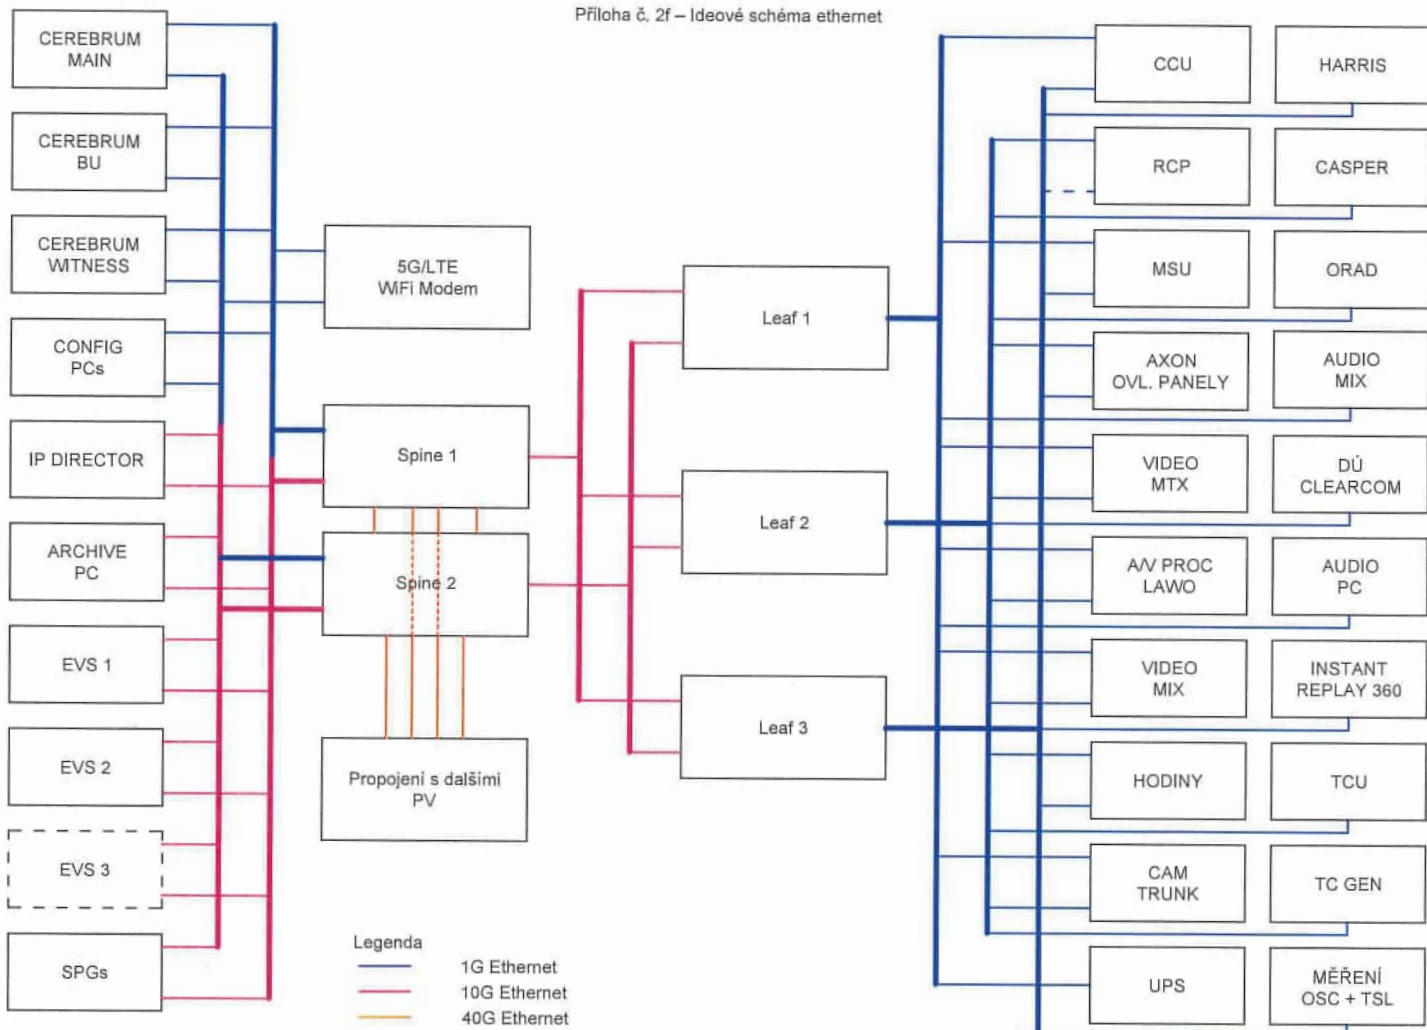 Příloha č. 2f – Ideové schéma ethernet
CEREBRUM
MAIN
CEREBRUM
BU
CEREBRUM
WITNESS
CONFIG
PCs
IP DIRECTOR
ARCHIVE
PC
EVS 1
EVS 2
EVS 3
SPGs
5G/LTE
WiFi Modem
Spine 1
Spine 2
Propojení s dalšími
PV
Legenda
1G Ethernet
10G Ethernet
40G Ethernet
Leaf 1
Leaf 2
Leaf 3
CCU
HARRIS
RCP
CASPER
MSU
ORAD
AXON
OVL. PANELY
AUDIO
MIX
VIDEO
MTX
DÚ
CLEARCOM
A/V PROC
LAWO
AUDIO
PC
VIDEO
MIX
INSTANT
REPLAY 360
HODINY
TCU
CAM
TRUNK
TC GEN
UPS
MĚŘENÍ
OSC + TSL